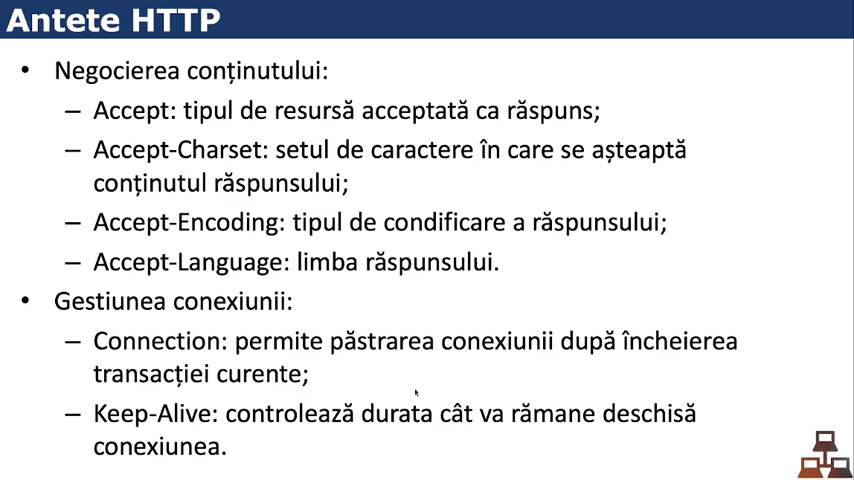 Antete HTTP
• Negocierea conținutului:
– Accept: tipul de resursă acceptată ca răspuns;
– Accept-Charset: setul de caractere în care se așteaptă
conținutul răspunsului;
– Accept-Encoding: tipul de condificare a răspunsului;
– Accept-Language: limba răspunsului.
• Gestiunea conexiunii:
– Connection: permite păstrarea conexiunii după încheierea
transacției curente;
– Keep-Alive: controlează durata cât va rămane deschisă
conexiunea.